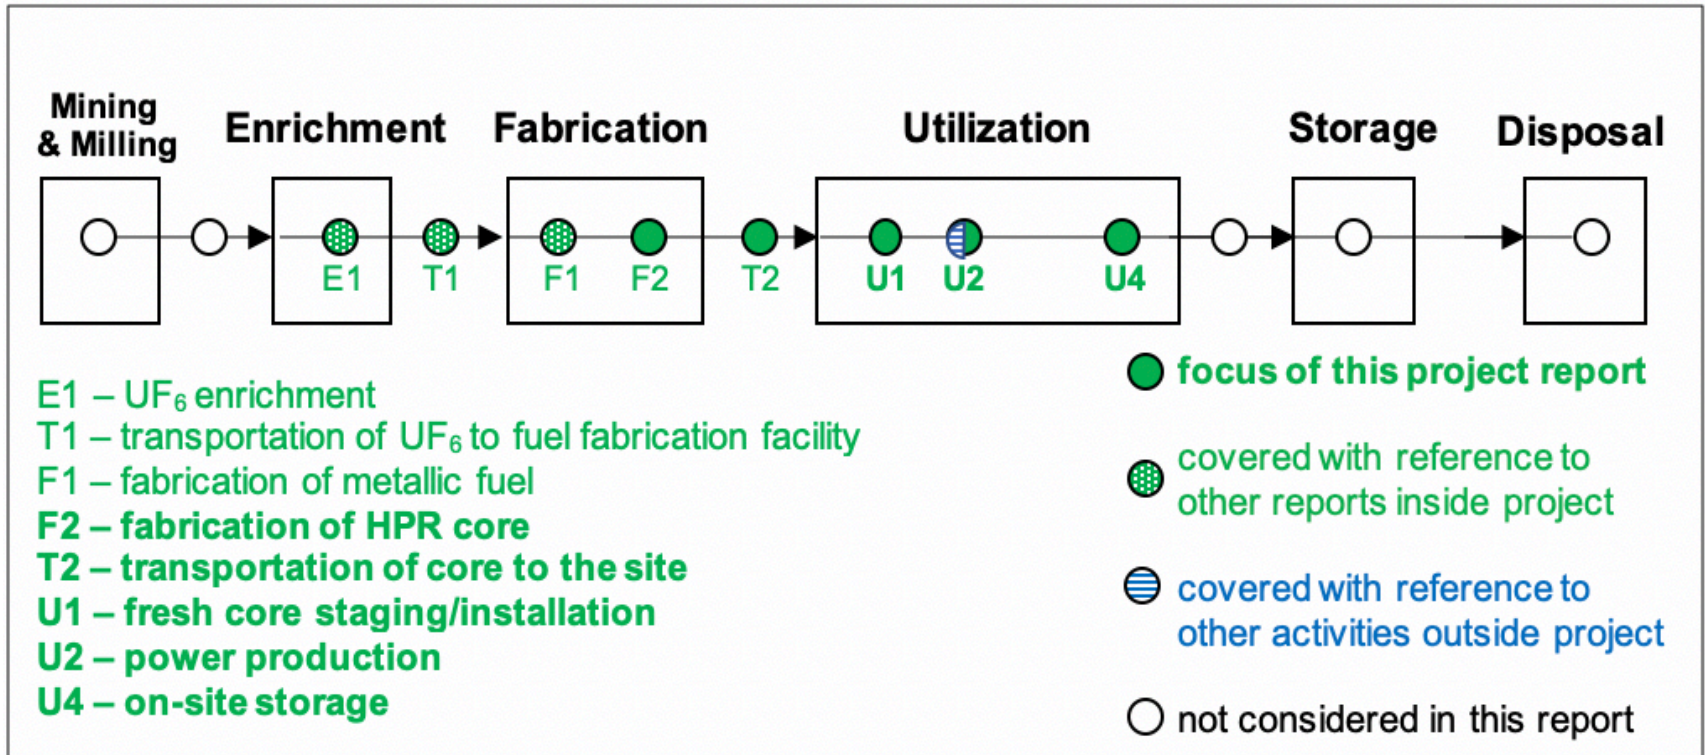 Mining
& Milling
Enrichment
Fabrication
Utilization
Storage
Disposal
E1
T1
F1
F2
T2
U1
U2
U4
E1 – UF₆ enrichment
T1 – transportation of UF₆ to fuel fabrication facility
F1 – fabrication of metallic fuel
F2 – fabrication of HPR core
T2 – transportation of core to the site
U1 – fresh core staging/installation
U2 – power production
U4 – on-site storage
focus of this project report
covered with reference to
other reports inside project
covered with reference to
other activities outside project
not considered in this report